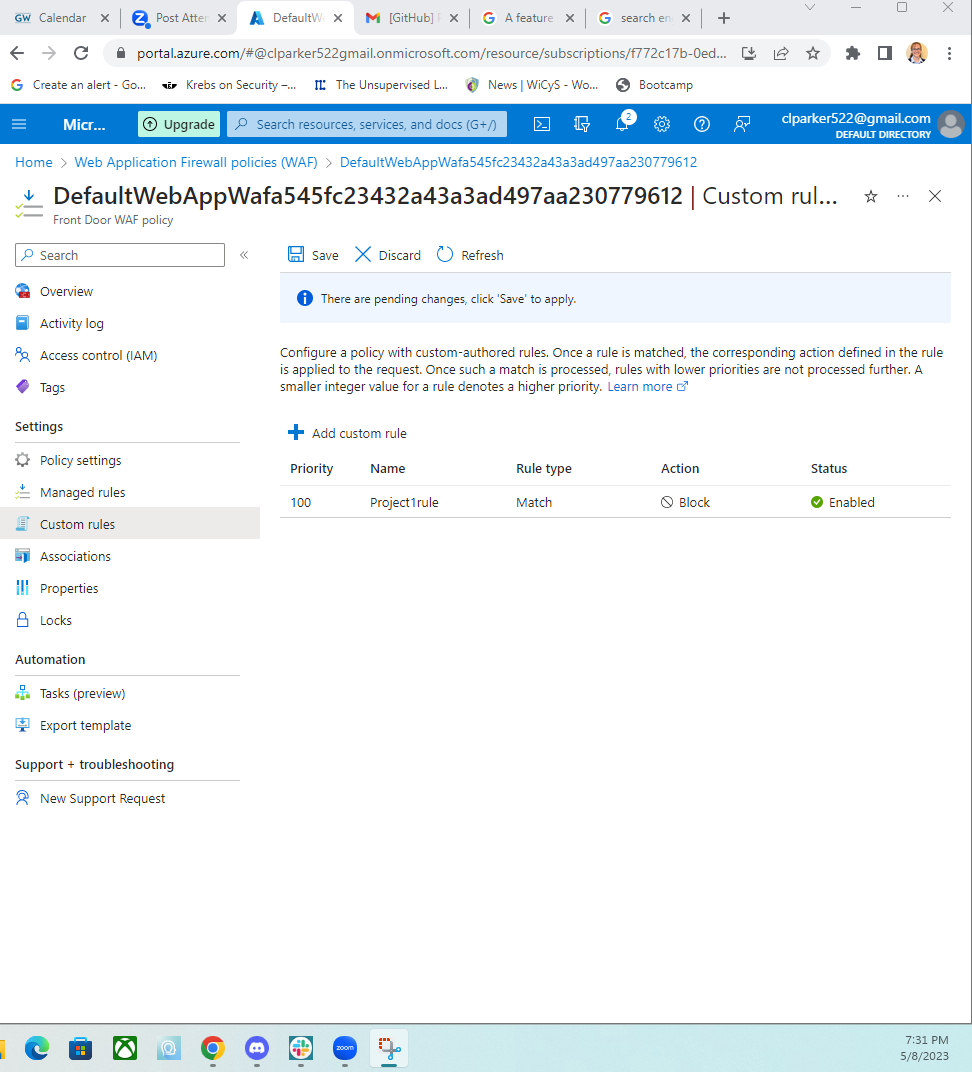 GW Calendar
Post Atter
DefaultW
[GitHub]
A feature
search en
portal.azure.com/#@clparker522gmail.onmicrosoft.com/resource/subscriptions/f772c17b-0ed...
Create an alert - Go...
Krebs on Security –...
The Unsupervised L...
News | WiCyS - Wo...
Bootcamp
Micr...
Upgrade
Search resources, services, and docs (G+/)
2
clparker522@gmail.com
DEFAULT DIRECTORY
Home > Web Application Firewall policies (WAF) > DefaultWebAppWafa545fc23432a43a3ad497aa230779612
DefaultWebAppWafa545fc23432a43a3ad497aa230779612 | Custom rul...
Front Door WAF policy
Search
Overview
Activity log
Access control (IAM)
Tags
Settings
Policy settings
Managed rules
Custom rules
Associations
Properties
Locks
Automation
Tasks (preview)
Export template
Support + troubleshooting
New Support Request
Save
Discard
Refresh
There are pending changes, click 'Save' to apply.
Configure a policy with custom-authored rules. Once a rule is matched, the corresponding action defined in the rule
is applied to the request. Once such a match is processed, rules with lower priorities are not processed further. A
smaller integer value for a rule denotes a higher priority. Learn more
Add custom rule
Priority Name Rule type Action Status
100 Project1rule Match Block Enabled
zoom
7:31 PM
5/8/2023